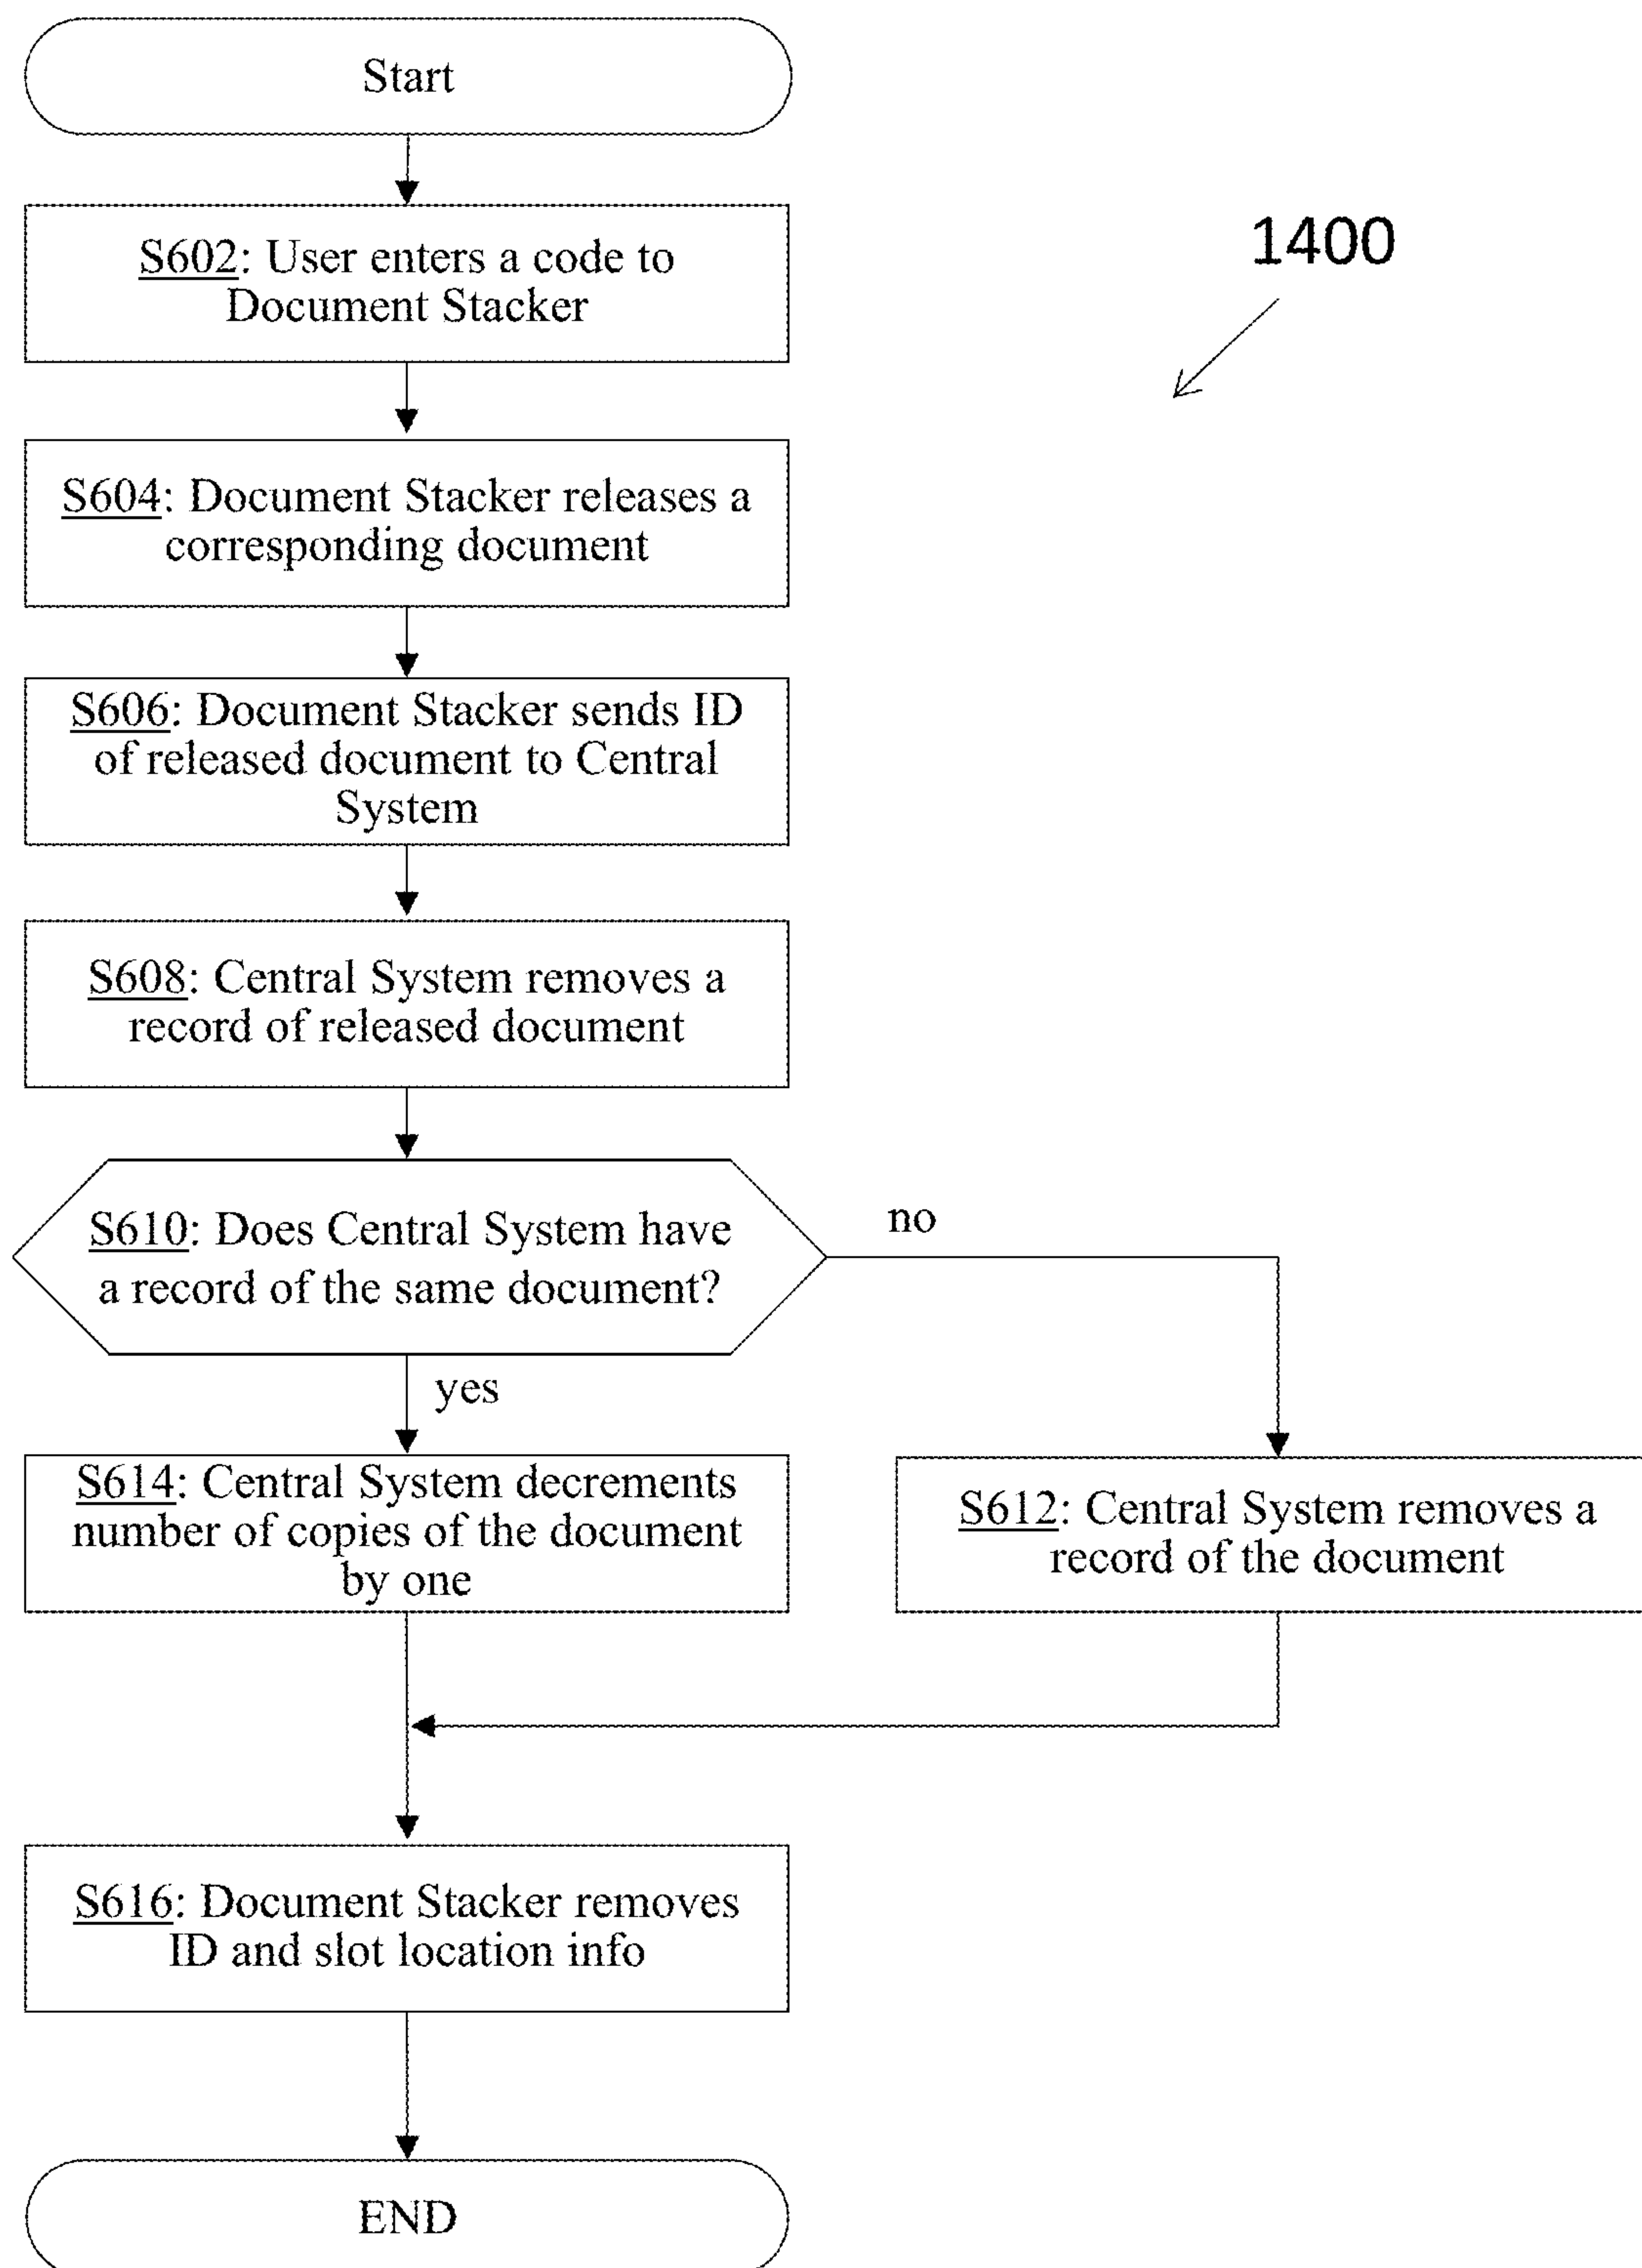 Start
S602: User enters a code to
Document Stacker
1400
S604: Document Stacker releases a
corresponding document
S606: Document Stacker sends ID
of released document to Central
System
S608: Central System removes a
record of released document
S610: Does Central System have
a record of the same document?
no
yes
S614: Central System decrements
number of copies of the document
by one
S612: Central System removes a
record of the document
S616: Document Stacker removes
ID and slot location info
END